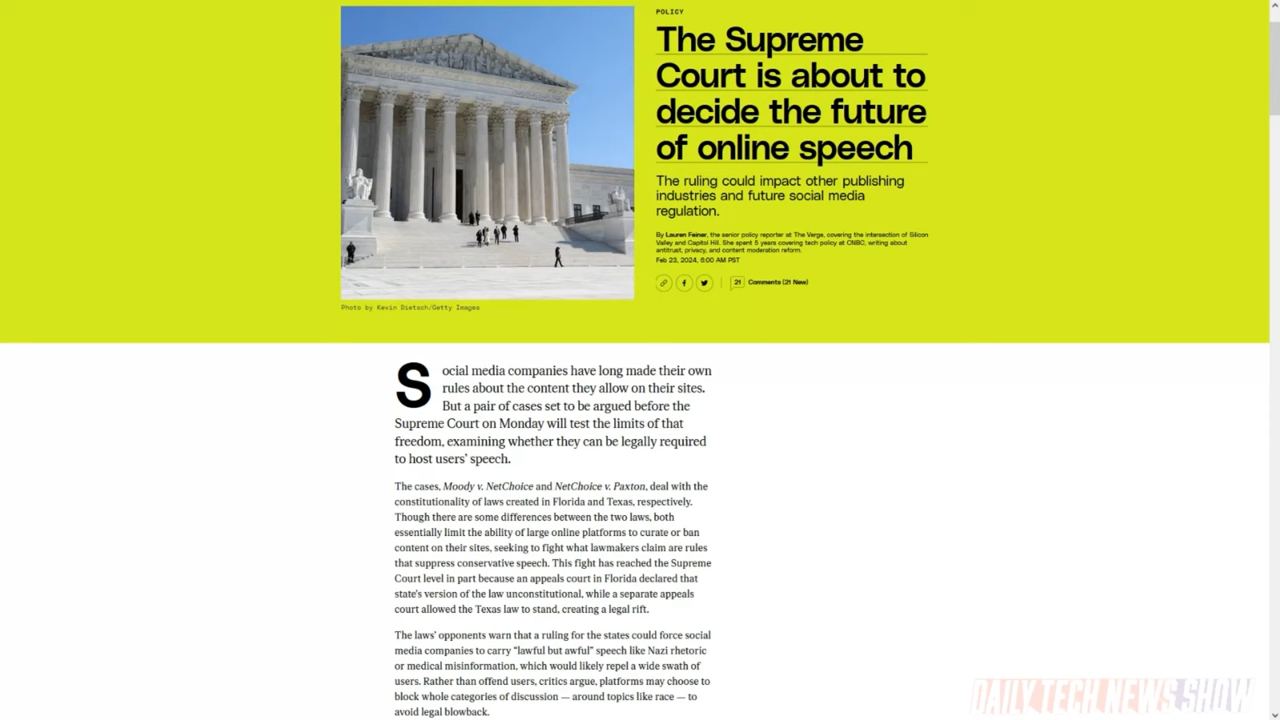 POLICY
The Supreme
Court is about to
decide the future
of online speech
The ruling could impact other publishing
industries and future social media
regulation.
By Lauren Feiner, the senior policy reporter at The Verge, covering the intersection of Silicon
Valley and Capitol Hill. She spent 5 years covering tech policy at CNBC, writing about
antitrust, privacy, and content moderation reform.
Feb 23, 2024, 6:00 AM PST
21 Comments (21 New)
Photo by Kevin Dietsch/Getty Images
Social media companies have long made their own
rules about the content they allow on their sites.
But a pair of cases set to be argued before the
Supreme Court on Monday will test the limits of that
freedom, examining whether they can be legally required
to host users’ speech.
The cases, Moody v. NetChoice and NetChoice v. Paxton, deal with the
constitutionality of laws created in Florida and Texas, respectively.
Though there are some differences between the two laws, both
essentially limit the ability of large online platforms to curate or ban
content on their sites, seeking to fight what lawmakers claim are rules
that suppress conservative speech. This fight has reached the Supreme
Court level in part because an appeals court in Florida declared that
state’s version of the law unconstitutional, while a separate appeals
court allowed the Texas law to stand, creating a legal rift.
The laws’ opponents warn that a ruling for the states could force social
media companies to carry “lawful but awful” speech like Nazi rhetoric
or medical misinformation, which would likely repel a wide swath of
users. Rather than offend users, critics argue, platforms may choose to
block whole categories of discussion — around topics like race — to
avoid legal blowback.
DAILY TECH NEWS SHOW